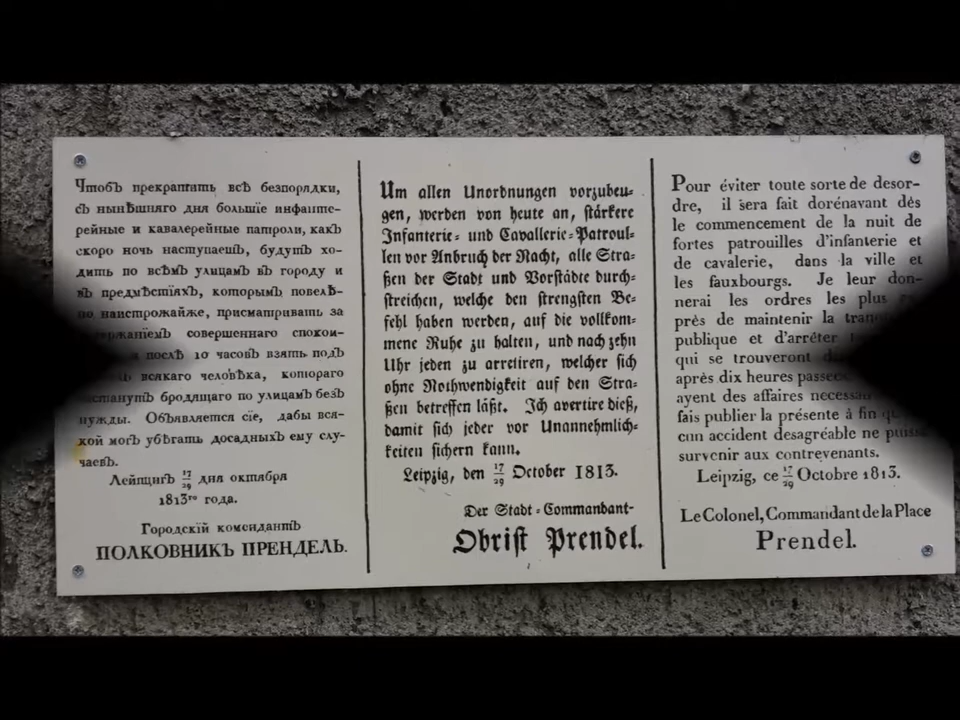 Чтобъ прекратить всѣ безпорядки,
съ нынѣшняго дня большіе инфанте-
рейные и кавалерейные патроли, какъ
скоро ночь наступаетъ, будутъ хо-
дить по всѣмъ улицамъ въ городу и
въ предмѣстіяхъ, которымъ повелѣ-
но наистрожайже, присматривать за
совершеннаго спокои-
послѣ 10 часовъ взять подъ
всякаго человѣка, котораго
бродящаго по улицамъ безъ
нужды. Объявляется сіе, дабы вся-
кой могъ убѣгать досадныхъ ему слу-
чаевъ.
Лейпцигъ 17/29 дня октября
1813го года.
Городскій комендантъ
ПОЛКОВНИКЪ ПРЕНДЕЛЬ.
Um allen Unordnungen vorzubeu-
gen, werden von heute an, stärkere
Infanterie- und Cavallerie-Patroul-
len vor Anbruch der Nacht, alle Stra-
ßen der Stadt und Vorstädte durch-
streichen, welche den strengsten Be-
fehl haben werden, auf die vollkom-
mene Ruhe zu halten, und nach zehn
Uhr jeden zu arretiren, welcher sich
ohne Nothwendigkeit auf den Stra-
ßen betreffen läßt. Ich avertire dieß,
damit sich jeder vor Unannehmlich-
keiten sichern kann.
Leipzig, den 17/29 October 1813.
Der Stadt-Commandant-
Obrist Prendel.
Pour éviter toute sorte de desor-
dre, il sera fait dorénavant dès
le commencement de la nuit de
fortes patrouilles d'infanterie et
de cavalerie, dans la ville et
les fauxbourgs. Je leur don-
nerai les ordres les plus
près de maintenir la
publique et d'arrêter
qui se trouveront
après dix heures
ayent des affaires
fais publier la présente à fin
cun accident desagréable ne
survenir aux contrevenants.
Leipzig, ce 17/29 Octobre 1813.
Le Colonel, Commandant de la Place
Prendel.